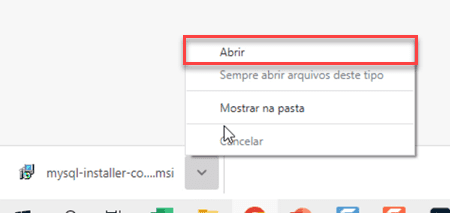 Abrir
Sempre abrir arquivos deste tipo
Mostrar na pasta
Cancelar
mysql-installer-co....msi